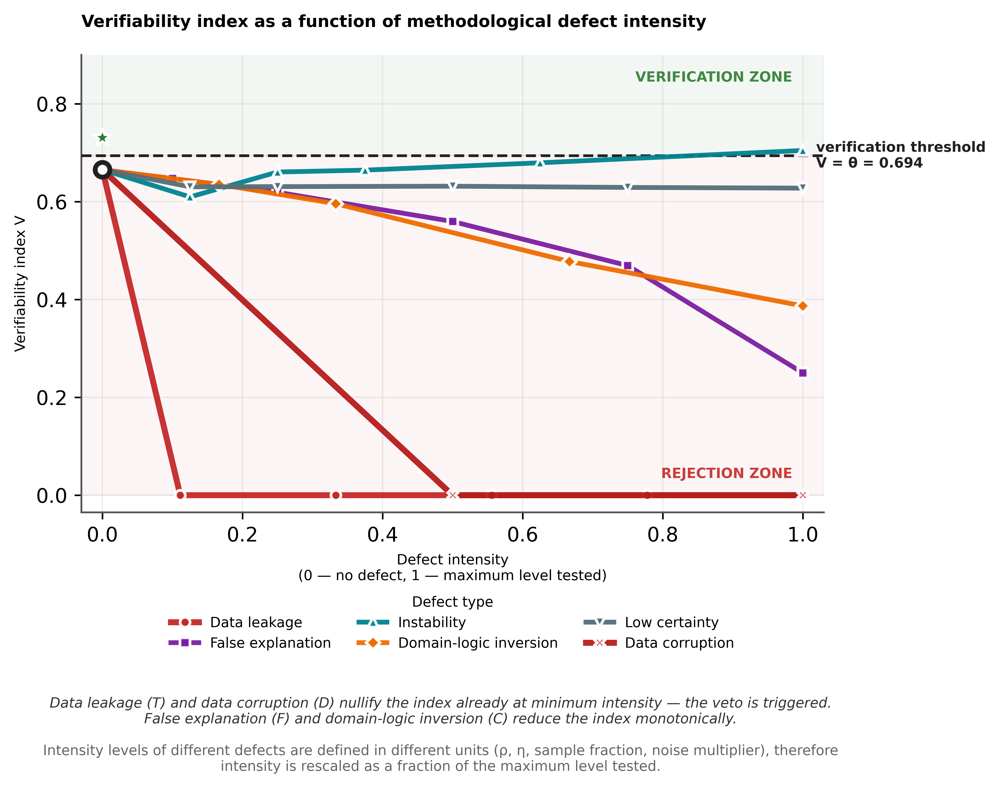 Verifiability index as a function of methodological defect intensity
VERIFICATION ZONE
0.8
verification threshold
V = θ = 0.694
0.6
Verifiability index V
0.4
0.2
REJECTION ZONE
0.0
0.0 0.2 0.4 0.6 0.8 1.0
Defect intensity
(0 — no defect, 1 — maximum level tested)
Defect type
Data leakage Instability Low certainty
False explanation Domain-logic inversion Data corruption
Data leakage (T) and data corruption (D) nullify the index already at minimum intensity — the veto is triggered.
False explanation (F) and domain-logic inversion (C) reduce the index monotonically.
Intensity levels of different defects are defined in different units (ρ, η, sample fraction, noise multiplier), therefore
intensity is rescaled as a fraction of the maximum level tested.